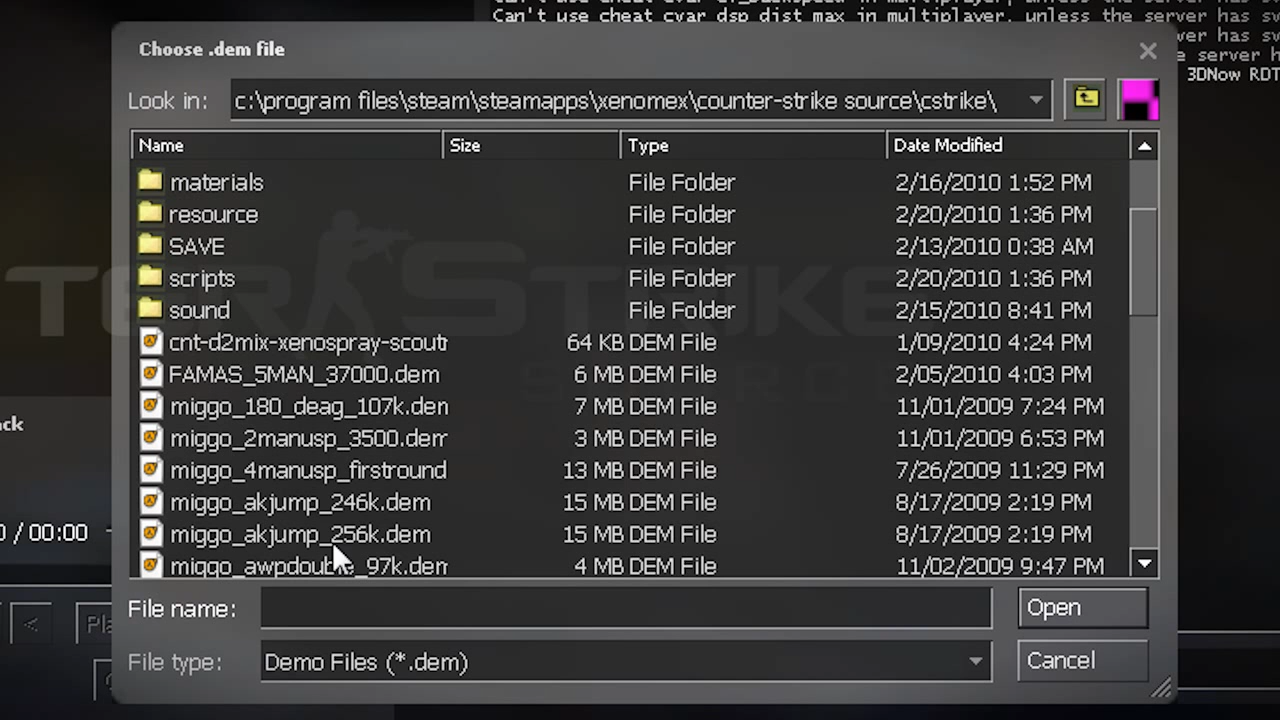 Can't use cheat cvar dsp_dist_max in multiplayer, unless the server has sv
ver has sv
e server h
3DNow RDT
Choose .dem file
Look in: c:\program files\steam\steamapps\xenomex\counter-strike source\cstrike\
Name Size Type Date Modified
materials File Folder 2/16/2010 1:52 PM
resource File Folder 2/20/2010 1:36 PM
SAVE File Folder 2/13/2010 0:38 AM
scripts File Folder 2/20/2010 1:36 PM
sound File Folder 2/15/2010 8:41 PM
cnt-d2mix-xenospray-scout 64 KB DEM File 1/09/2010 4:24 PM
FAMAS_5MAN_37000.dem 6 MB DEM File 2/05/2010 4:03 PM
miggo_180_deag_107k.den 7 MB DEM File 11/01/2009 7:24 PM
miggo_2manusp_3500.dem 3 MB DEM File 11/01/2009 6:53 PM
miggo_4manusp_firstround 13 MB DEM File 7/26/2009 11:29 PM
miggo_akjump_246k.dem 15 MB DEM File 8/17/2009 2:19 PM
miggo_akjump_256k.dem 15 MB DEM File 8/17/2009 2:19 PM
miggo_awpdouble_97k.dem 4 MB DEM File 11/02/2009 9:47 PM
ack
0 / 00:00
File name: Open
< Pla
File type: Demo Files (*.dem) Cancel